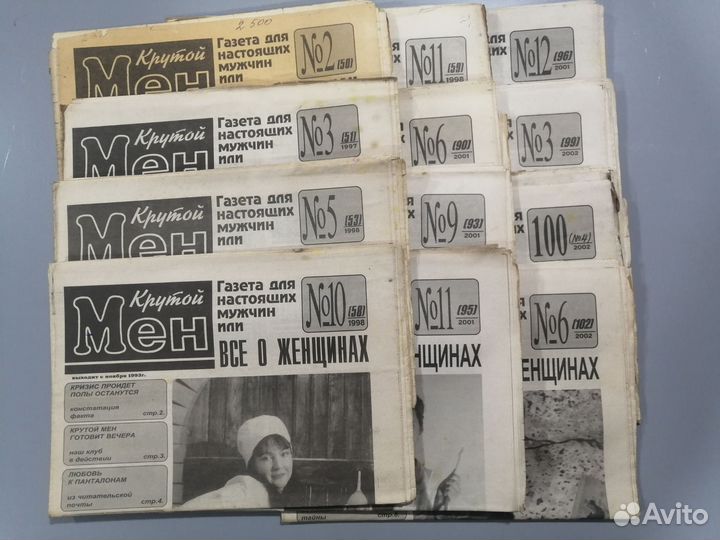 2 500
Крутой
Мен
Газета для
настоящих
мужчин
или
№2 (50)
Крутой
Мен
Газета для
настоящих
мужчин
или
№3 (51)
1997
Крутой
Мен
Газета для
настоящих
мужчин
или
№5 (53)
1998
Крутой
Мен
Газета для
настоящих
мужчин
или
№10 (58)
1998
ВСЕ О ЖЕНЩИНАХ
выходит с ноября 1993г.
КРИЗИС ПРОЙДЕТ
ПОПЫ ОСТАНУТСЯ
констатация
факта стр.2.
КРУТОЙ МЕН
ГОТОВИТ ВЕЧЕРА
наш клуб
в действии стр.3.
ЛЮБОВЬ
К ПАНТАЛОНАМ
из читательской
почты стр.4.
№11 (59)
1998
№6 (90)
2001
№9 (93)
2001
№11 (95)
2001
НЩИНАХ
№12 (96)
2001
№3 (99)
2002
100 (№4)
2002
№6 (102)
2002
ЕНЩИНАХ
тайны
Avito